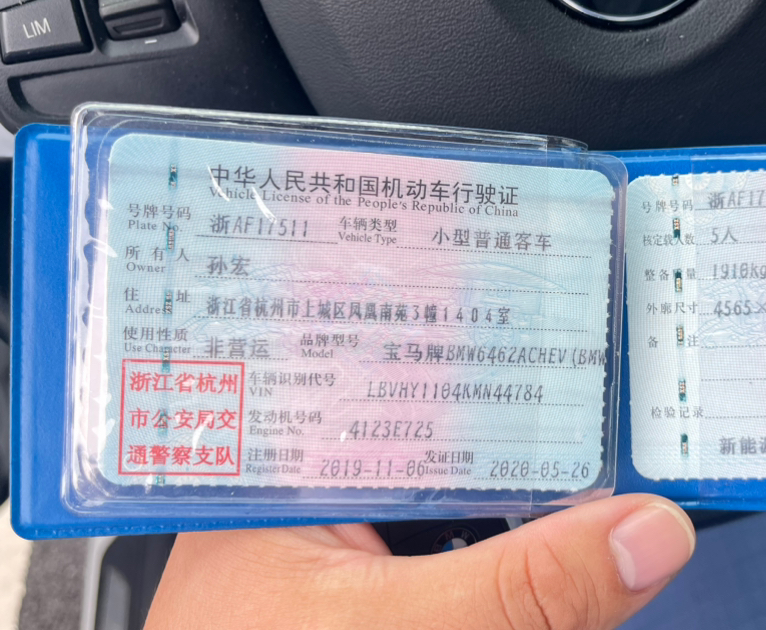 LIM
中华人民共和国机动车行驶证
Vehicle License of the People's Republic of China
号牌号码 浙AF17511 车辆类型 小型普通客车
Plate No. Vehicle Type
所有人 孙宏
Owner
住址 浙江省杭州市上城区凤凰南苑3幢1404室
Address
使用性质 非营运 品牌型号 宝马牌BMW6462ACHEV(BMW
Use Character Model
浙江省杭州
市公安局交
通警察支队
车辆识别代号 LBVHY1104KMN44784
VIN
发动机号码 4123E725
Engine No.
注册日期 2019-11-06 发证日期 2020-05-26
Register Date Issue Date
号牌号码 浙AF17
核定载人数 5人
整备质量 1910kg
外廓尺寸 4565×
备注
检验记录
新能源